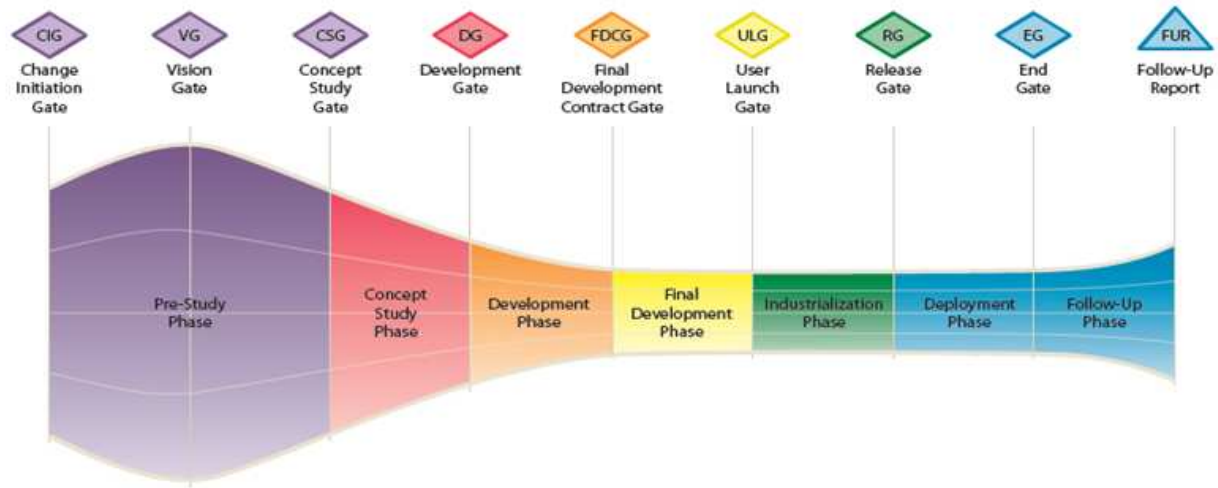 CIG
VG
CSG
DG
FDCG
ULG
RG
EG
FUR
Change
Initiation
Gate
Vision
Gate
Concept
Study
Gate
Development
Gate
Final
Development
Contract Gate
User
Launch
Gate
Release
Gate
End
Gate
Follow-Up
Report
Pre-Study
Phase
Concept
Study
Phase
Development
Phase
Final
Development
Phase
Industrialization
Phase
Deployment
Phase
Follow-Up
Phase